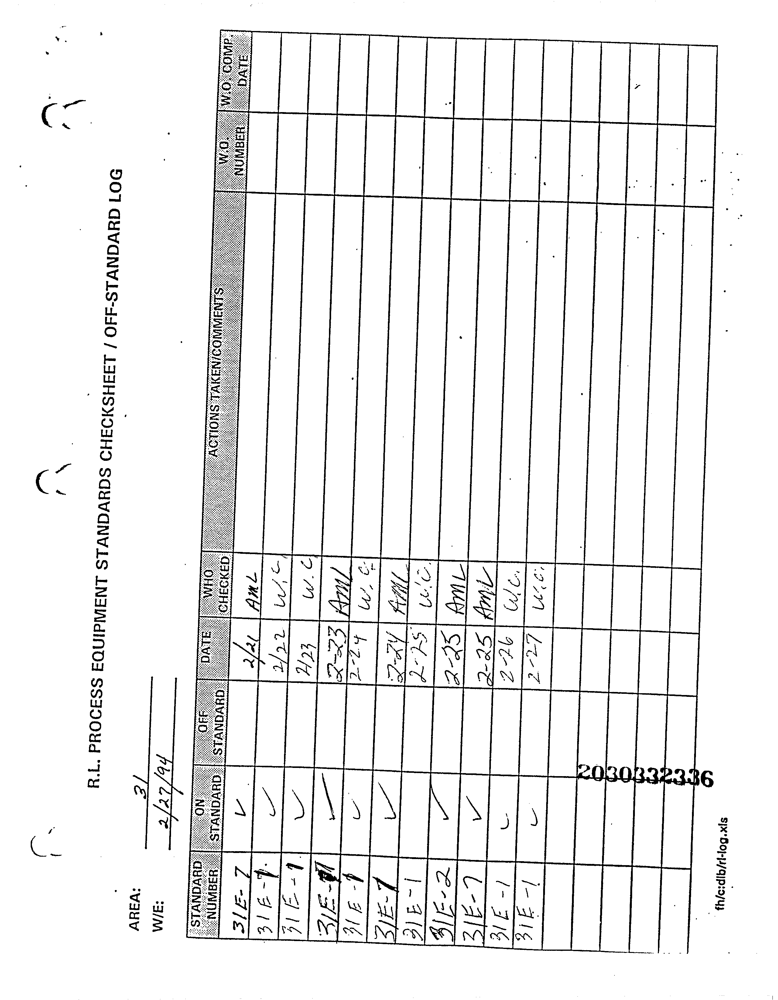 R.L. PROCESS EQUIPMENT STANDARDS CHECKSHEET / OFF-STANDARD LOG
AREA: 31
W/E: 2/27/94
STANDARD NUMBER ON STANDARD OFF STANDARD DATE WHO CHECKED ACTIONS TAKEN/COMMENTS W.O. NUMBER W.O. COMP. DATE
31E-7 ✓ 2/21 AML
31E-1 ✓ 2/22 W.C.
31E-1 ✓ 2/23 W.C.
31E- ✓ 2-23 AML
31E-1 ✓ 2-24 W.C.
31E-1 ✓ 2-24 AML
31E-1 2-25 W.C.
31E-2 ✓ 2-25 AML
31E-7 ✓ 2-25 AML
31E-1 ✓ 2-26 W.C.
31E-1 ✓ 2-27 W.C.
2030332336
fh/c:dlb/rl-log.xls